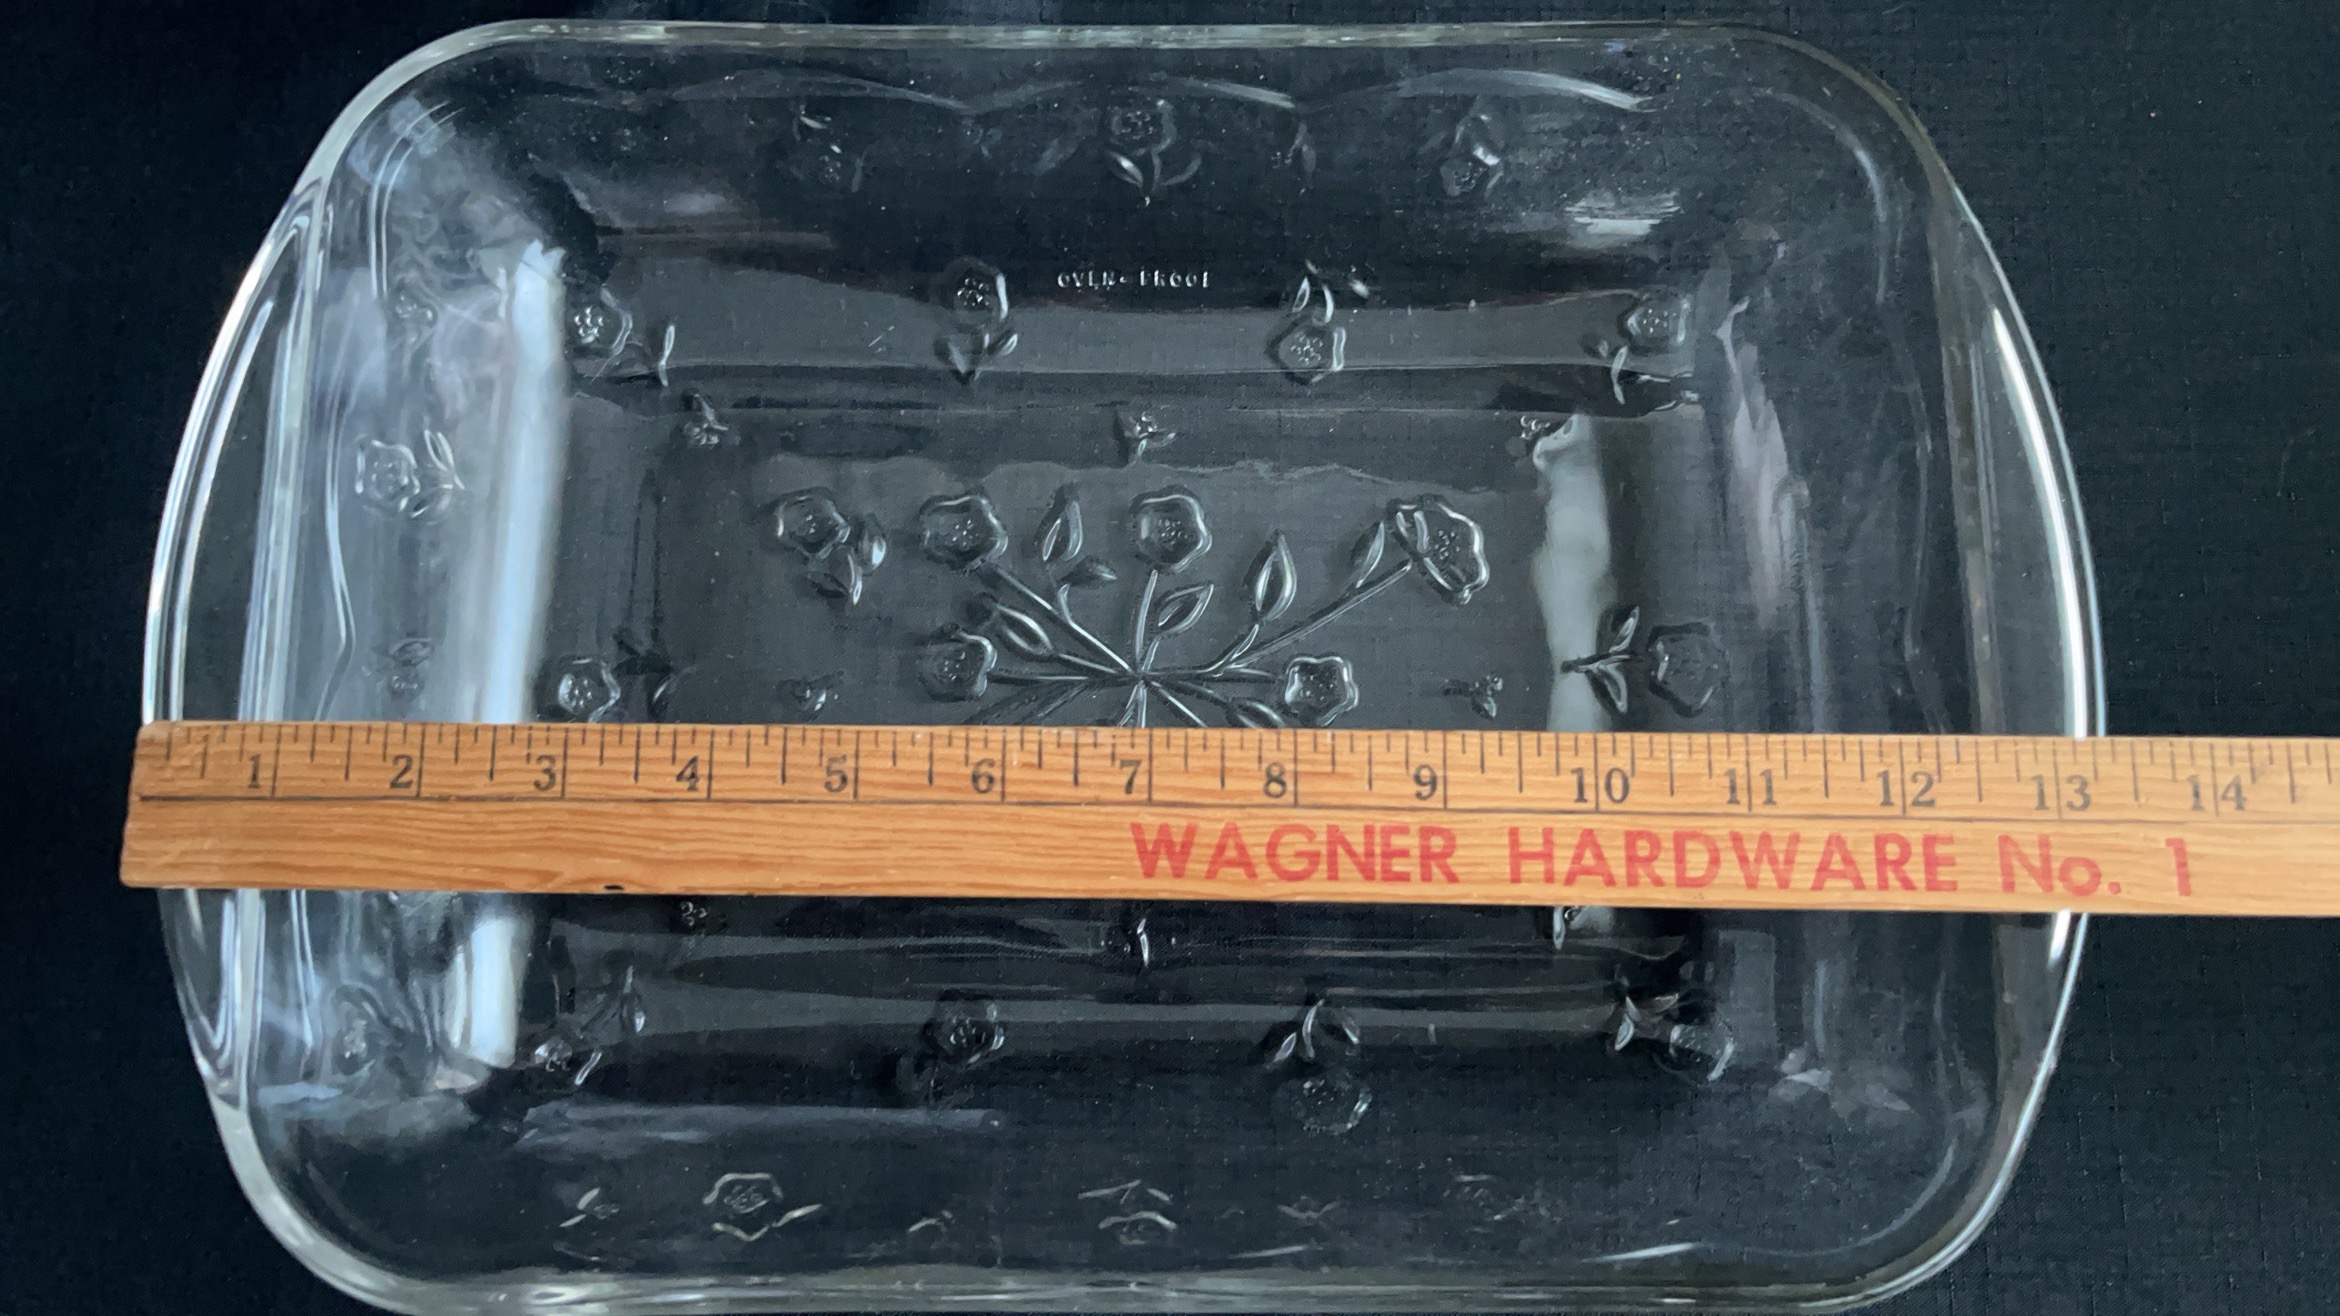 OVEN-PROOF
1 2 3 4 5 6 7 8 9 10 11 12 13 14
WAGNER HARDWARE No. 1